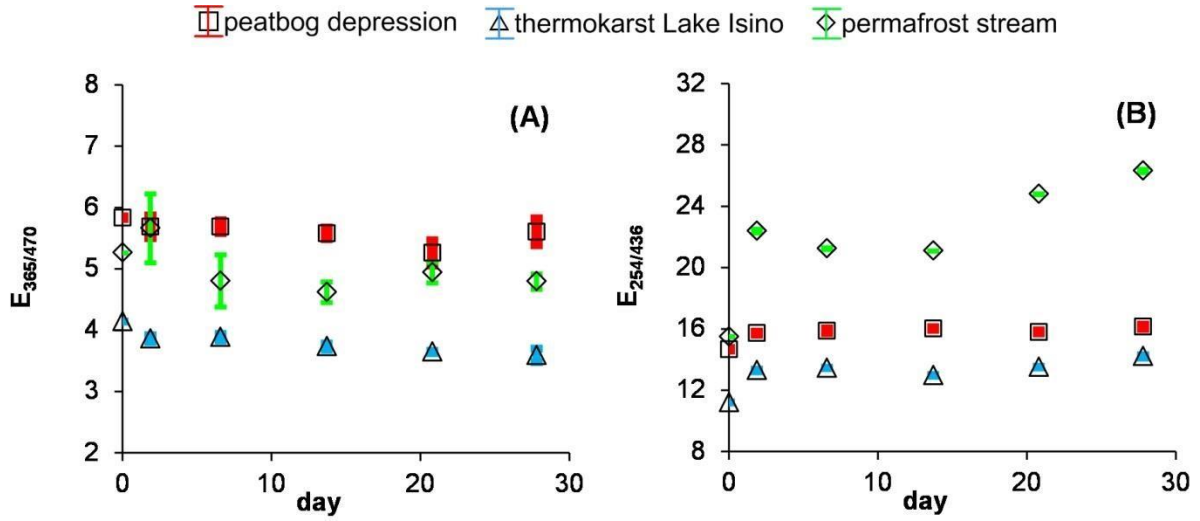 peatbog depression thermokarst Lake Isino permafrost stream
(A)
8
7
6
5
4
3
2
E365/470
0 10 20 30
day
(B)
32
28
24
20
16
12
8
E254/436
0 10 20 30
day